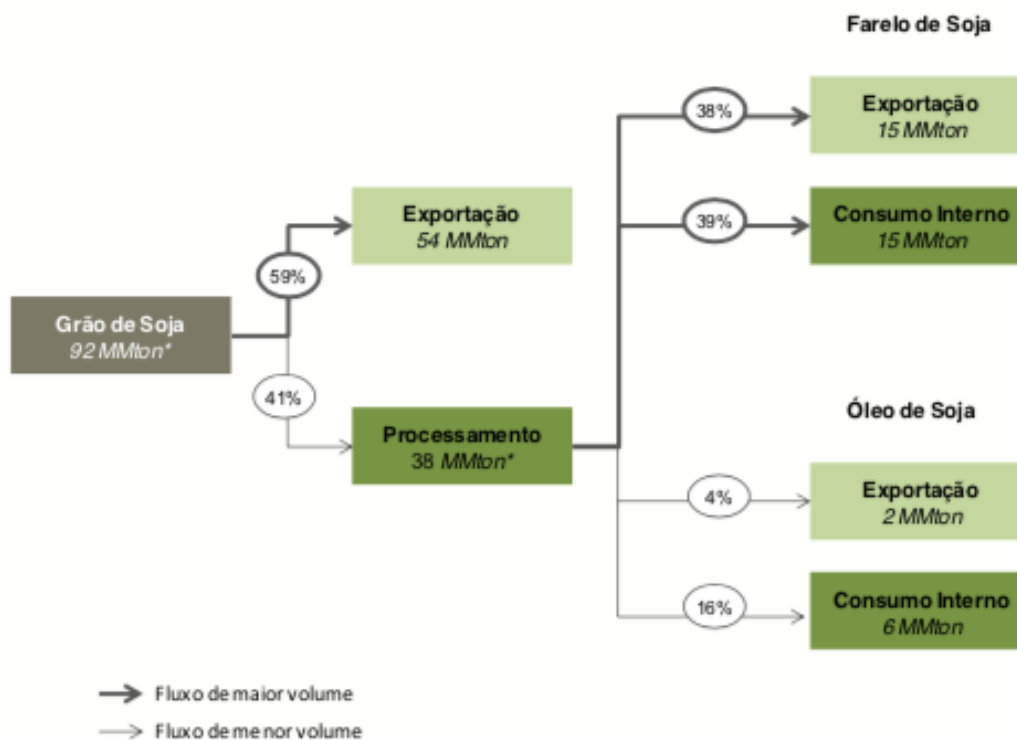 Farelo de Soja
38%
Exportação
15 MMton
39%
Consumo Interno
15 MMton
Exportação
54 MMton
59%
Grão de Soja
92 MMton*
41%
Processamento
38 MMton*
Óleo de Soja
4%
Exportação
2 MMton
16%
Consumo Interno
6 MMton
Fluxo de maior volume
Fluxo de menor volume